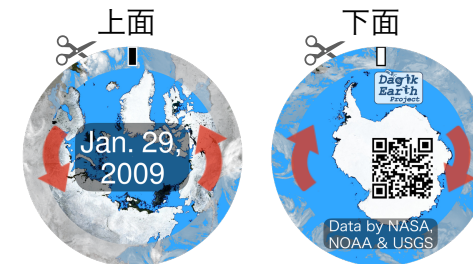 上面
下面
Jan. 29,
2009
Dagik
Earth
Project
Data by NASA,
NOAA & USGS